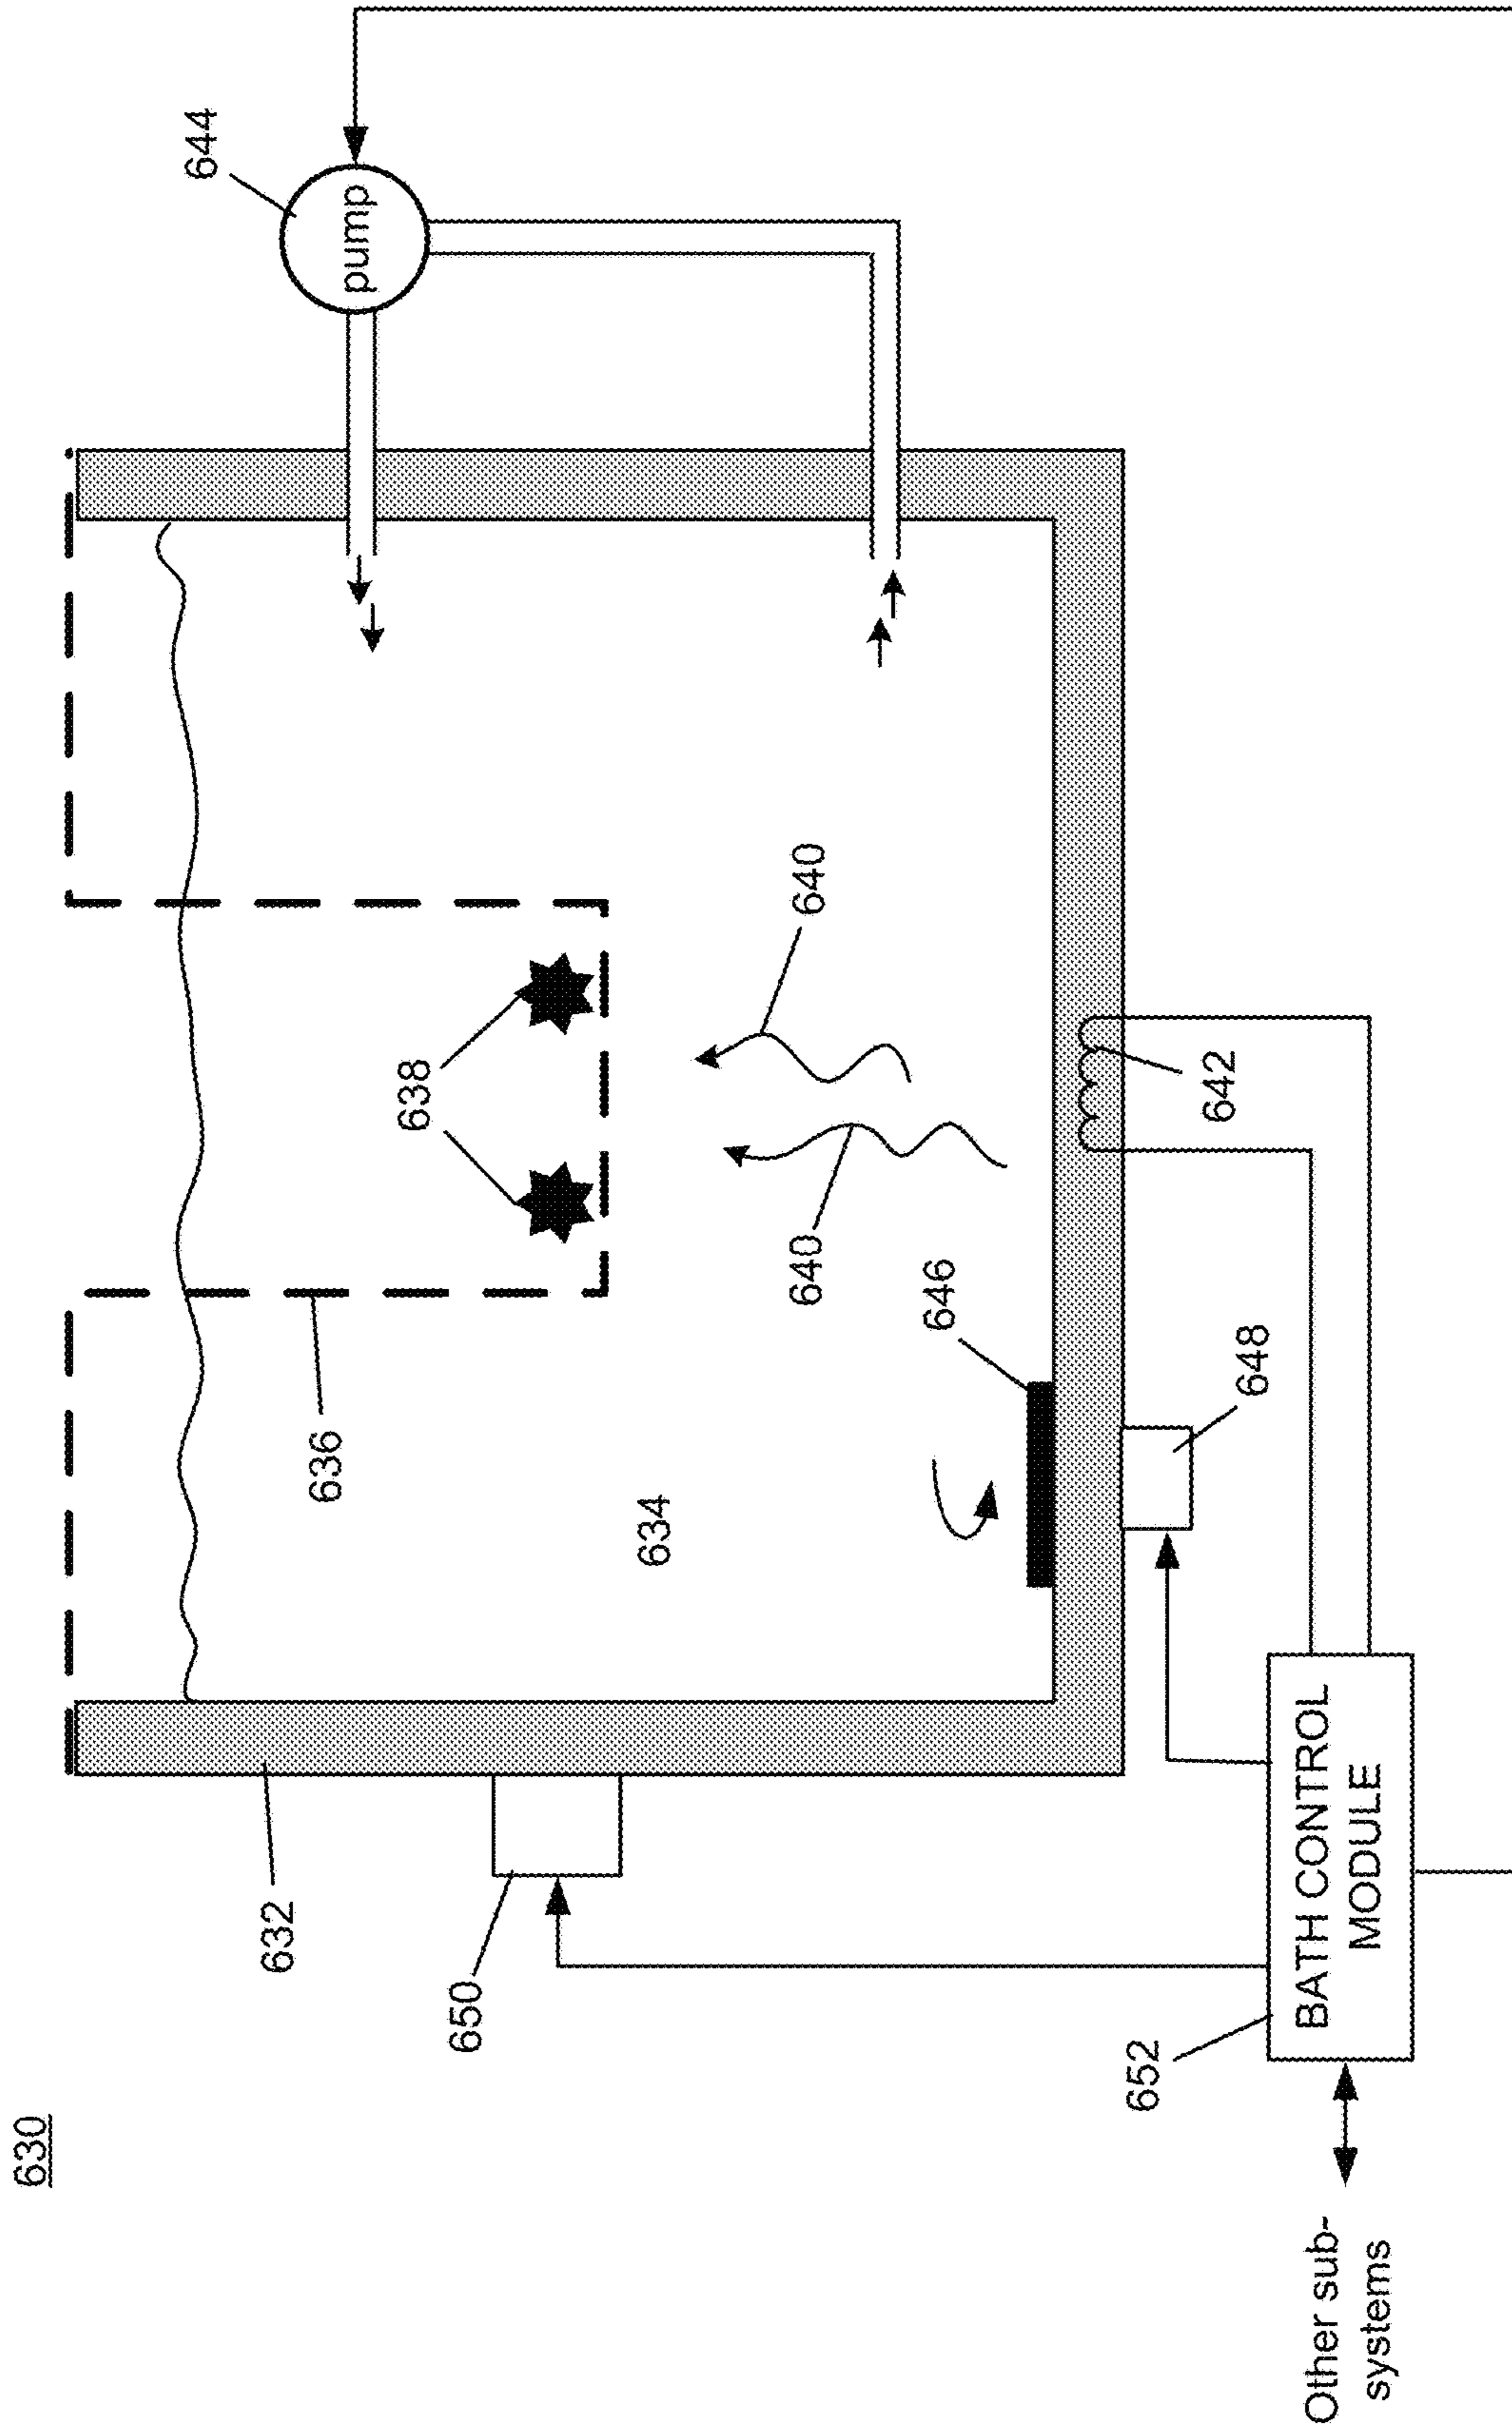 630
644
632
636
pump
638
650
634
640
640
646
652
642
648
BATH CONTROL
MODULE
Other sub-
systems